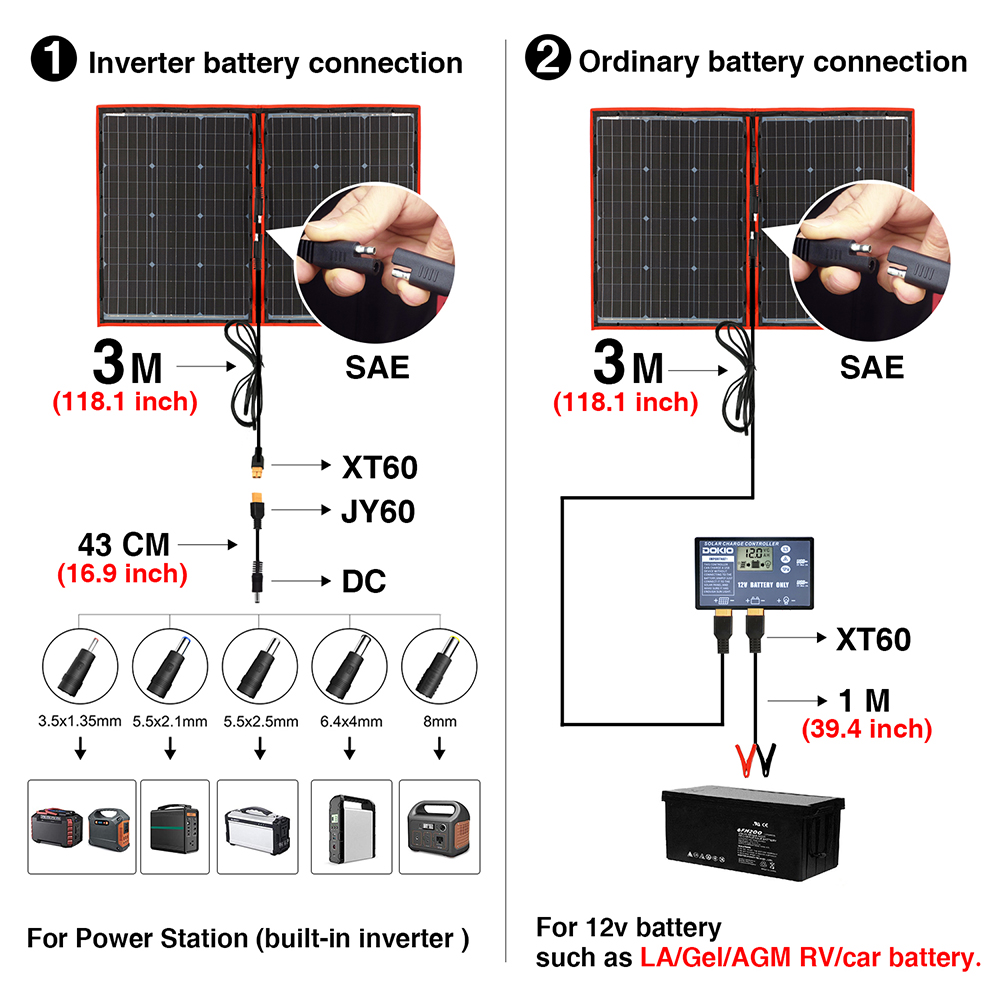 1 Inverter battery connection
3M
(118.1 inch)
SAE
XT60
JY60
43 CM
(16.9 inch)
DC
3.5x1.35mm
5.5x2.1mm
5.5x2.5mm
6.4x4mm
8mm
For Power Station (built-in inverter )
2 Ordinary battery connection
3M
(118.1 inch)
SAE
SOLAR CHARGE CONTROLLER
DOKIO
12.0
12V BATTERY ONLY
XT60
1 M
(39.4 inch)
6FM200
For 12v battery
such as LA/Gel/AGM RV/car battery.